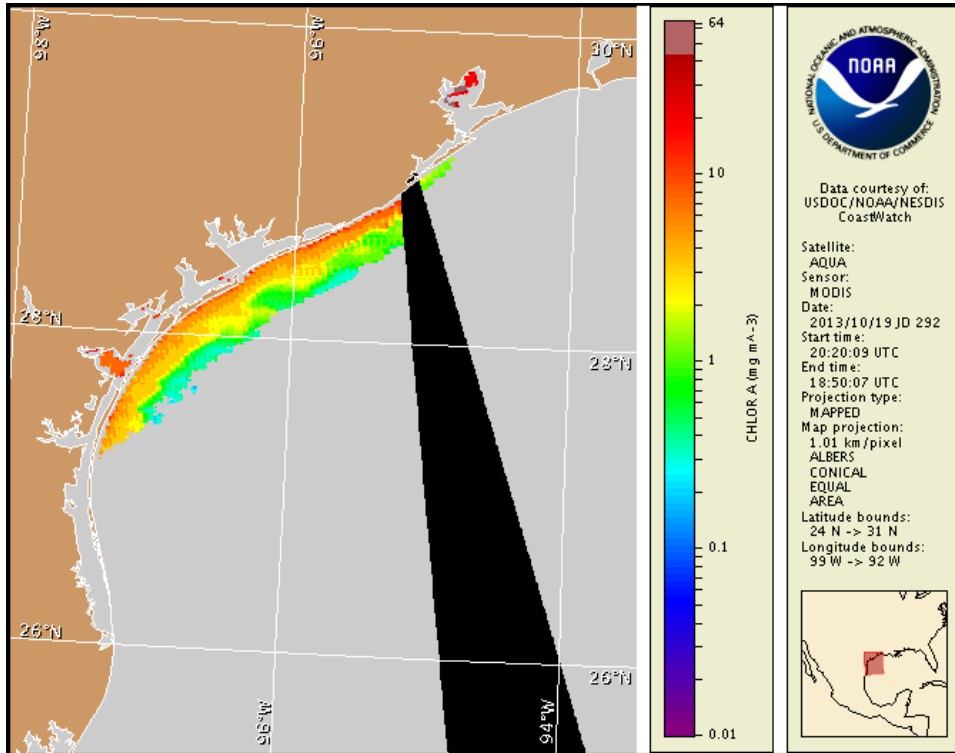 98°W
96°W
30°N
28°N
28°N
26°N
26°N
96°W
94°W
64
10
1
0.1
0.01
CHLOR A (mg m^-3)
NATIONAL OCEANIC AND ATMOSPHERIC ADMINISTRATION
NOAA
U.S. DEPARTMENT OF COMMERCE
Data courtesy of:
USDOC/NOAA/NESDIS
CoastWatch
Satellite:
AQUA
Sensor:
MODIS
Date:
2013/10/19 JD 292
Start time:
20:20:09 UTC
End time:
18:50:07 UTC
Projection type:
MAPPED
Map projection:
1.01 km/pixel
ALBERS
CONICAL
EQUAL
AREA
Latitude bounds:
24 N -> 31 N
Longitude bounds:
99 W -> 92 W